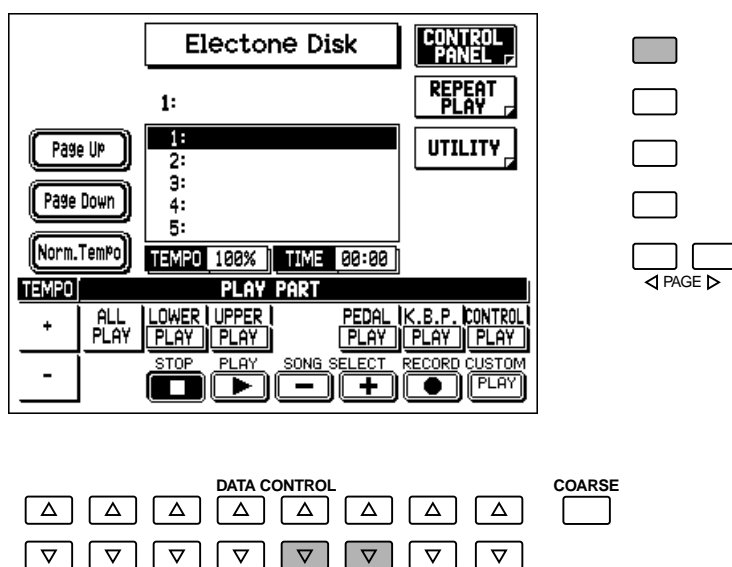 Electone Disk
CONTROL
PANEL
1:
REPEAT
PLAY
1:
2:
3:
4:
5:
UTILITY
Page Up
Page Down
Norm.Tempo
TEMPO 100% TIME 00:00
TEMPO PLAY PART
+
ALL
PLAY
LOWER
PLAY
UPPER
PLAY
PEDAL
PLAY
K.B.P.
PLAY
CONTROL
PLAY
-
STOP PLAY SONG SELECT RECORD CUSTOM
PLAY
PAGE
DATA CONTROL COARSE